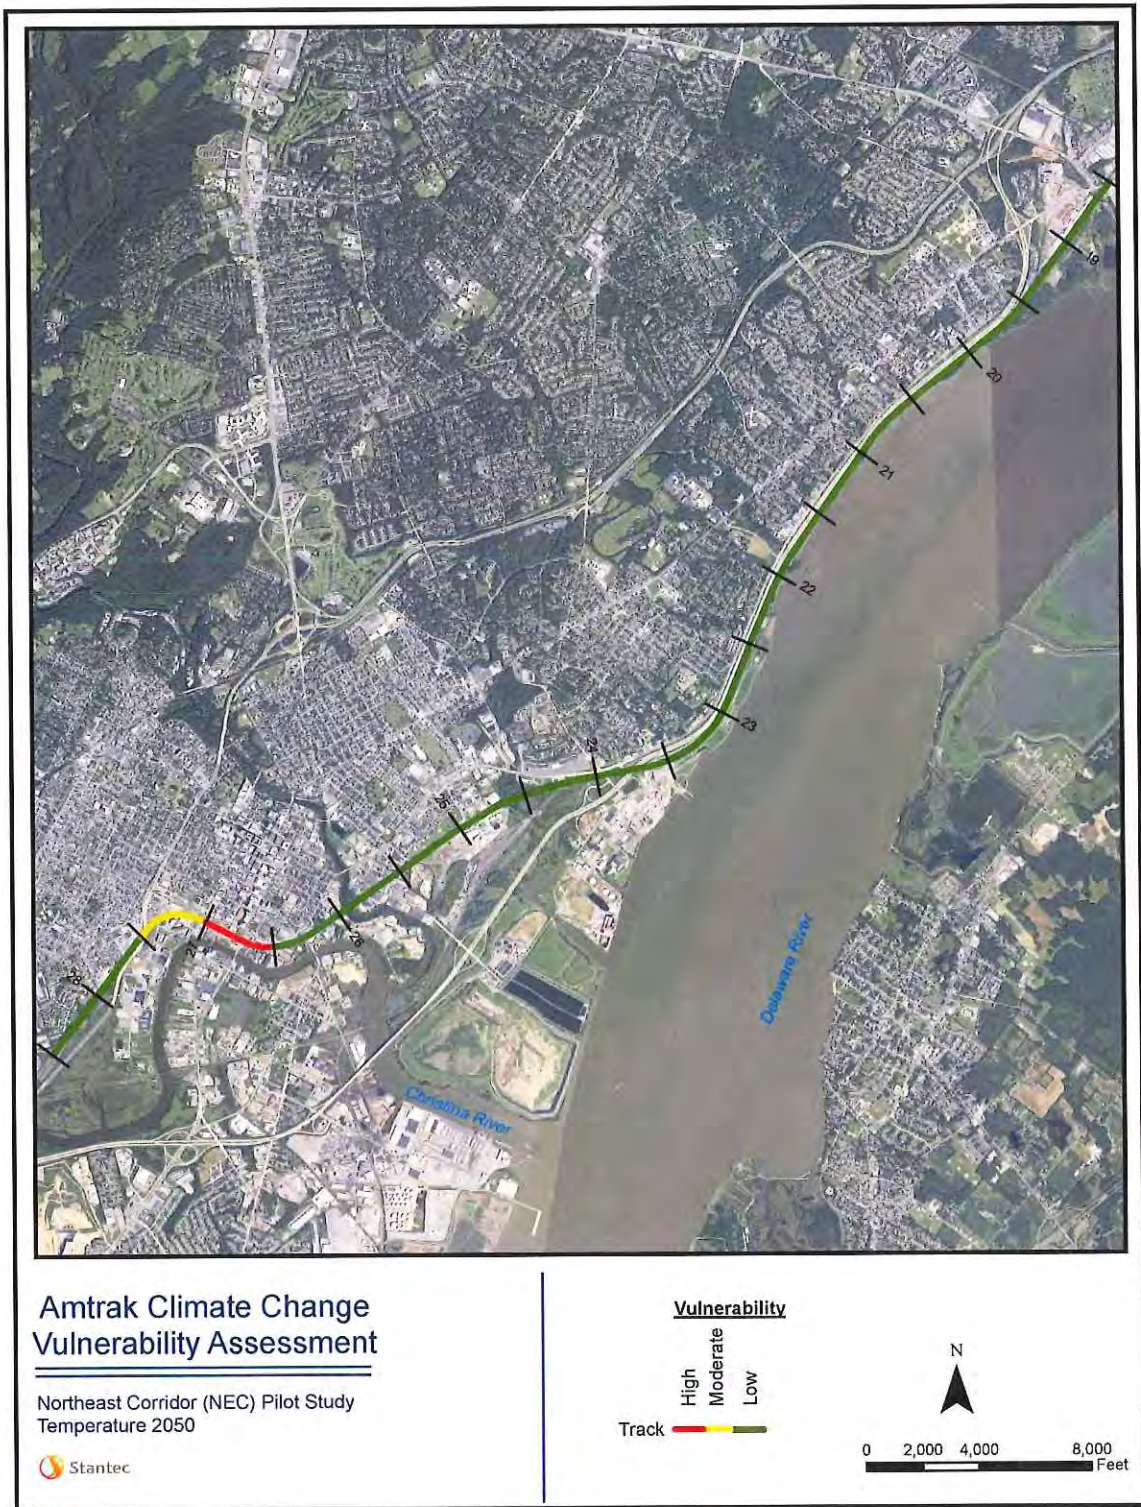 19
20
21
22
23
24
25
26
27
28
Delaware River
Christina River
Amtrak Climate Change
Vulnerability Assessment
Northeast Corridor (NEC) Pilot Study
Temperature 2050
Stantec
Vulnerability
High
Moderate
Low
Track
N
0 2,000 4,000 8,000
Feet